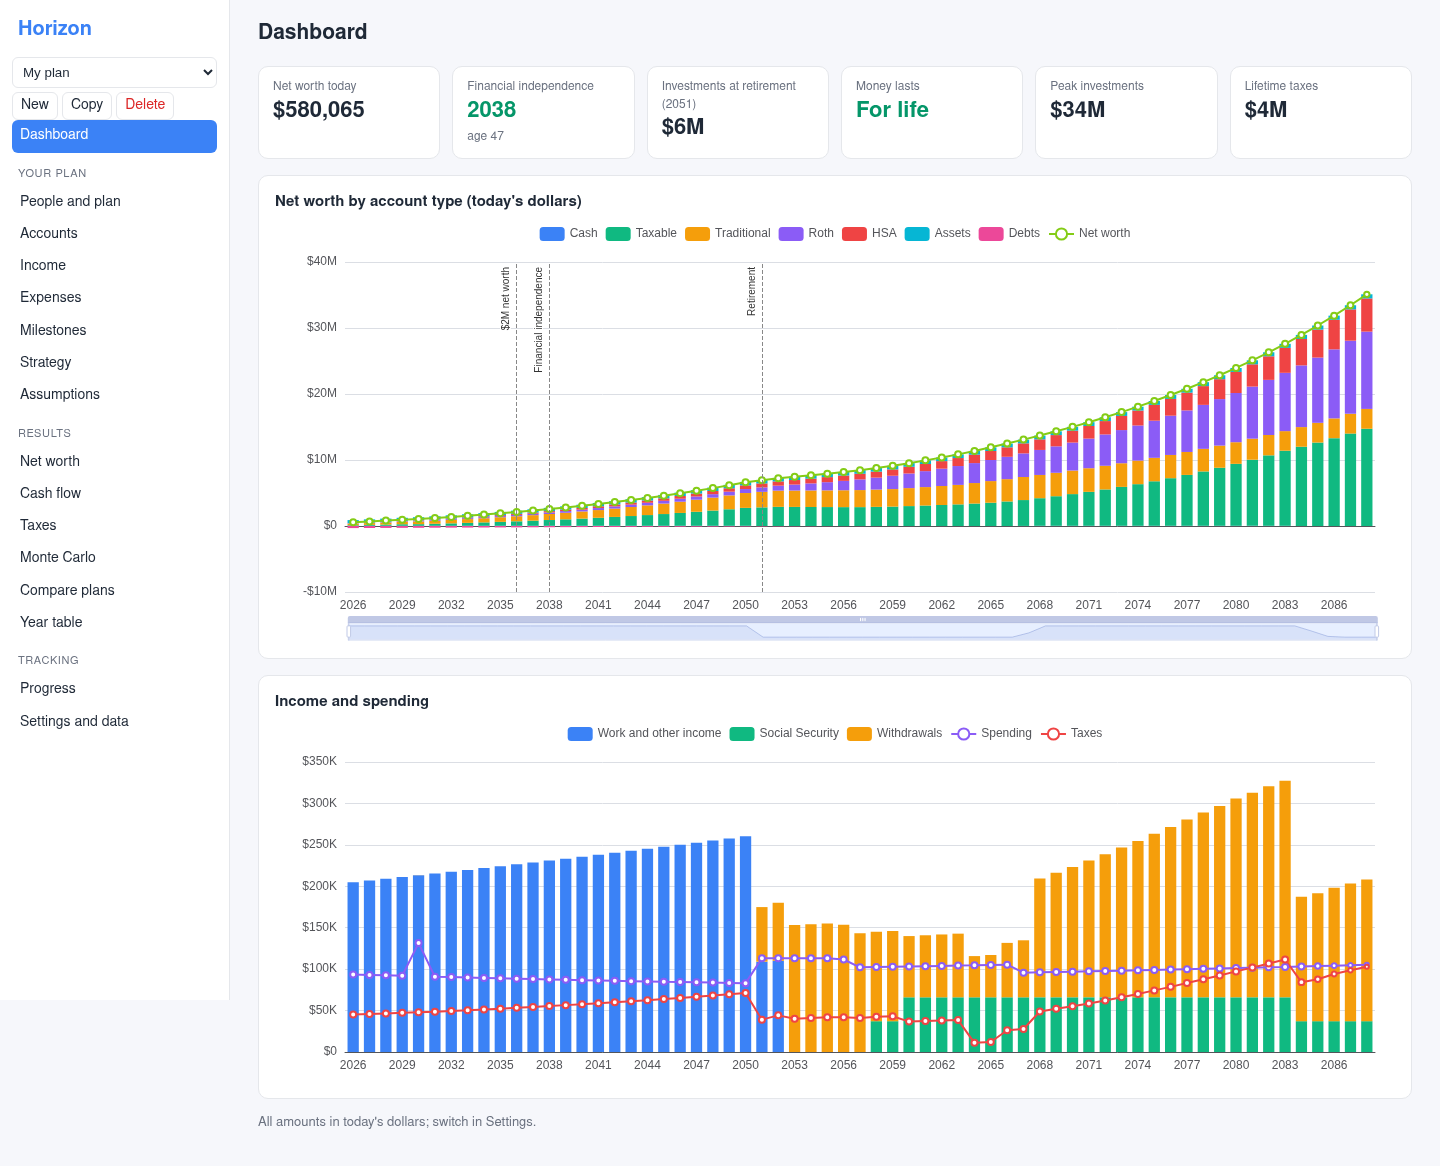 Horizon
My plan
New Copy Delete
Dashboard
YOUR PLAN
People and plan
Accounts
Income
Expenses
Milestones
Strategy
Assumptions
RESULTS
Net worth
Cash flow
Taxes
Monte Carlo
Compare plans
Year table
TRACKING
Progress
Settings and data
Dashboard
Net worth today
$580,065
Financial independence
2038
age 47
Investments at retirement
(2051)
$6M
Money lasts
For life
Peak investments
$34M
Lifetime taxes
$4M
Net worth by account type (today's dollars)
Cash Taxable Traditional Roth HSA Assets Debts Net worth
$40M
$30M
$20M
$10M
$0
-$10M
$2M net worth
Financial independence
Retirement
2026 2029 2032 2035 2038 2041 2044 2047 2050 2053 2056 2059 2062 2065 2068 2071 2074 2077 2080 2083 2086
Income and spending
Work and other income Social Security Withdrawals Spending Taxes
$350K
$300K
$250K
$200K
$150K
$100K
$50K
$0
2026 2029 2032 2035 2038 2041 2044 2047 2050 2053 2056 2059 2062 2065 2068 2071 2074 2077 2080 2083 2086
All amounts in today's dollars; switch in Settings.